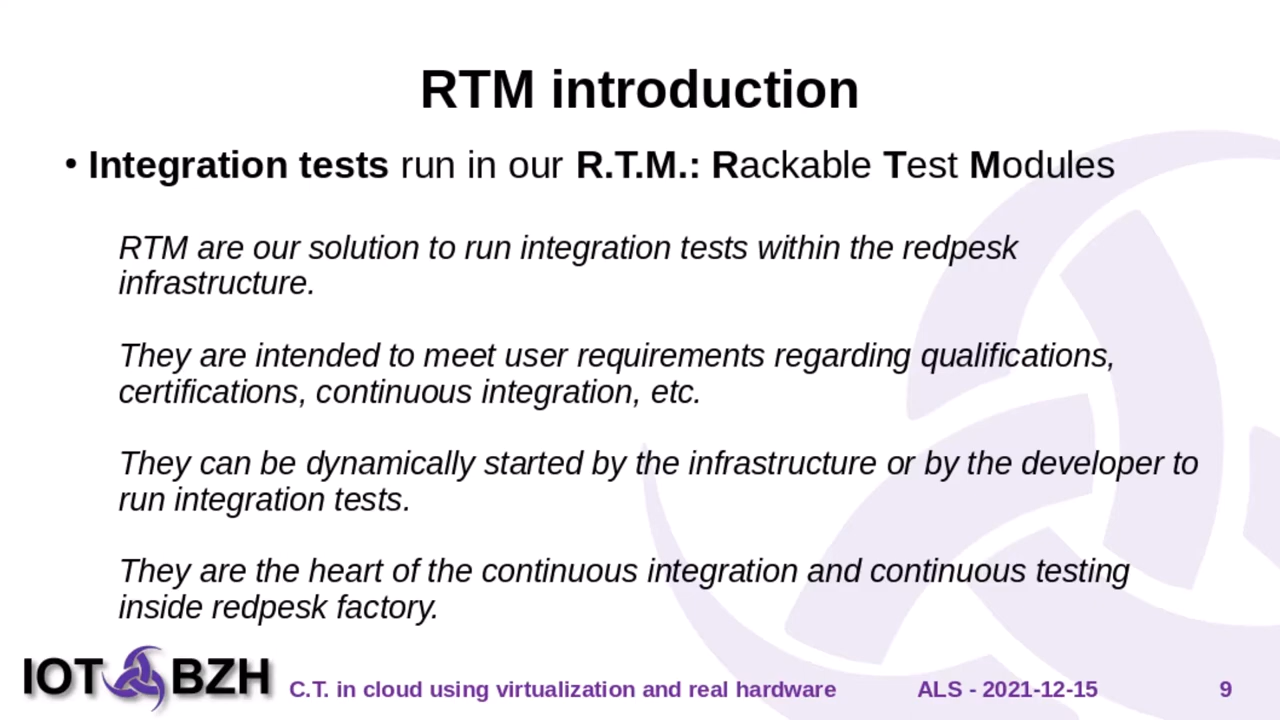 RTM introduction
• Integration tests run in our R.T.M.: Rackable Test Modules
RTM are our solution to run integration tests within the redpesk
infrastructure.
They are intended to meet user requirements regarding qualifications,
certifications, continuous integration, etc.
They can be dynamically started by the infrastructure or by the developer to
run integration tests.
They are the heart of the continuous integration and continuous testing
inside redpesk factory.
IOT BZH C.T. in cloud using virtualization and real hardware ALS - 2021-12-15 9